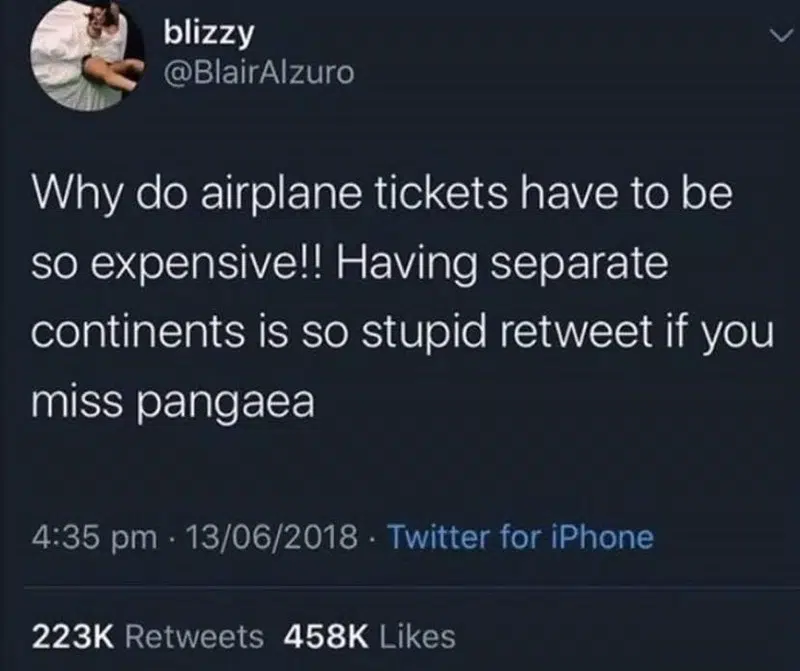 blizzy
@BlairAlzuro
Why do airplane tickets have to be
so expensive!! Having separate
continents is so stupid retweet if you
miss pangaea
4:35 pm · 13/06/2018 · Twitter for iPhone
223K Retweets 458K Likes